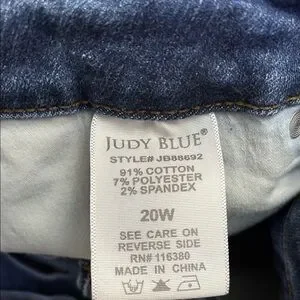 JUDY BLUE®
STYLE# JB88692
91% COTTON
7% POLYESTER
2% SPANDEX
20W
SEE CARE ON
REVERSE SIDE
RN# 116380
MADE IN CHINA